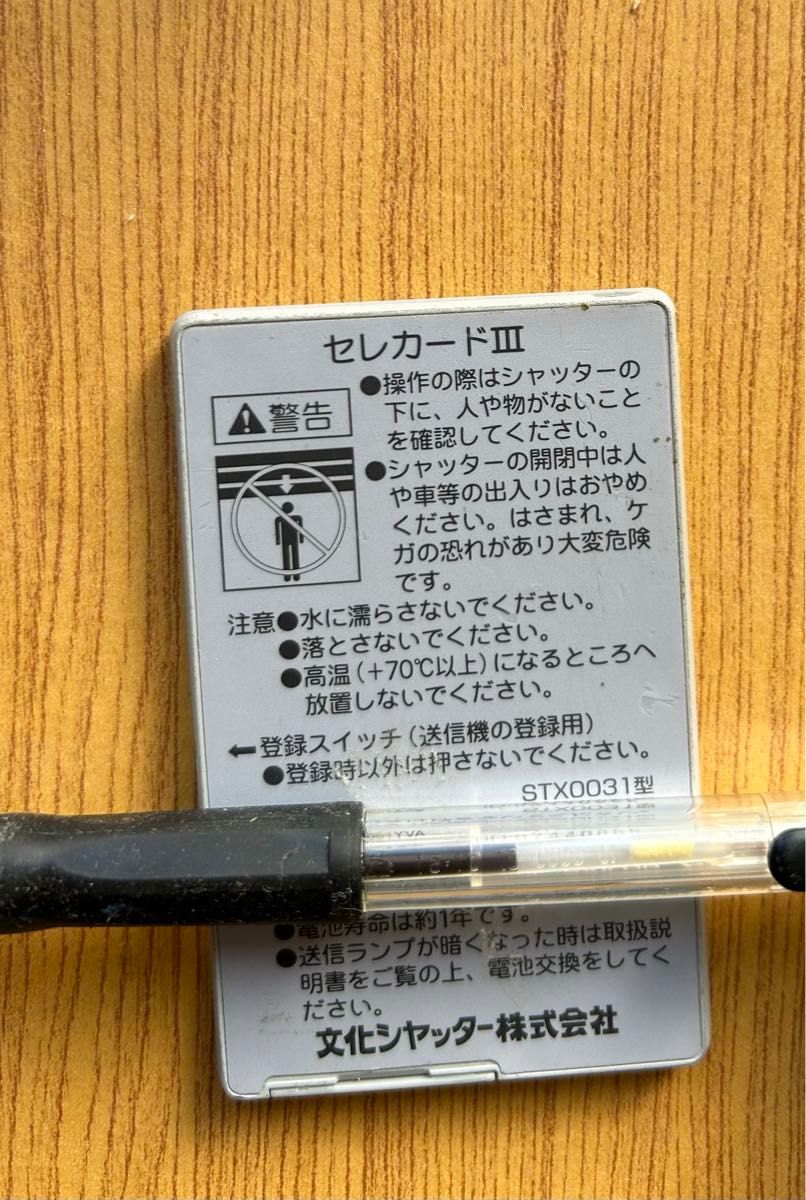 セレカードⅢ
警告
●操作の際はシャッターの
下に、人や物がないこと
を確認してください。
●シャッターの開閉中は人
や車等の出入りはおやめ
ください。はさまれ、ケ
ガの恐れがあり大変危険
です。
注意●水に濡らさないでください。
●落とさないでください。
●高温(+70℃以上)になるところへ
放置しないでください。
←登録スイッチ(送信機の登録用)
●登録時以外は押さないでください。
STX0031型
●電池寿命は約1年です。
●送信ランプが暗くなった時は取扱説
明書をご覧の上、電池交換をしてく
ださい。
文化シヤッター株式会社